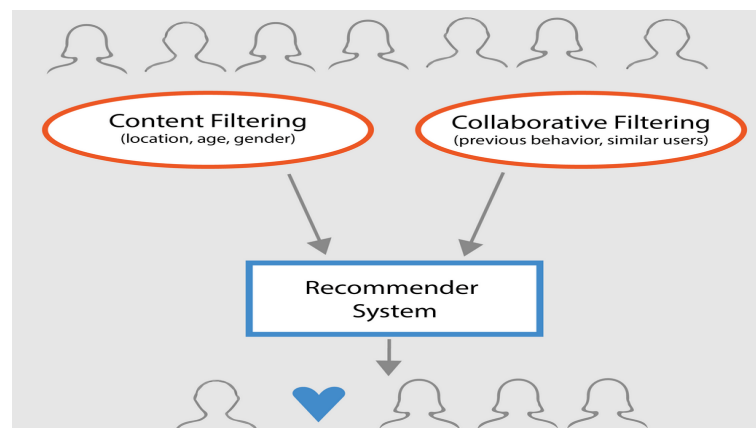 Content Filtering
(location, age, gender)
Collaborative Filtering
(previous behavior, similar users)
Recommender
System